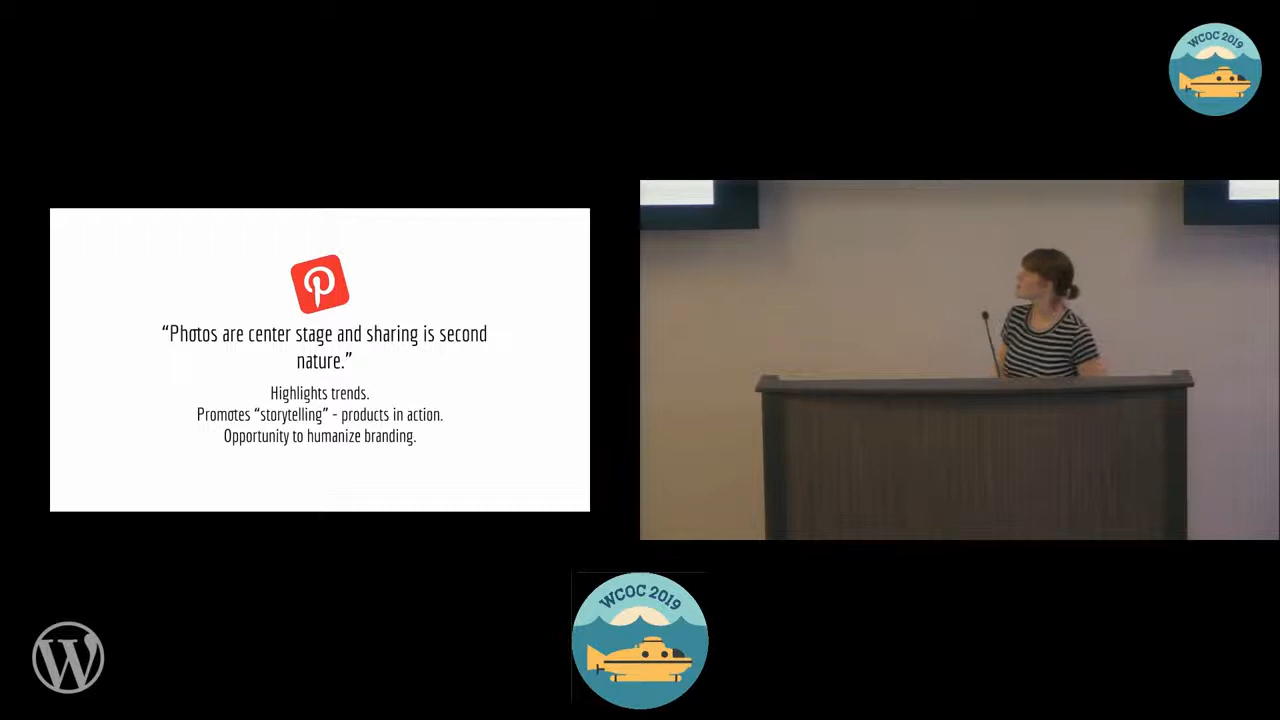 WCOC 2019
“Photos are center stage and sharing is second
nature.”
Highlights trends.
Promotes “storytelling” - products in action.
Opportunity to humanize branding.
WCOC 2019